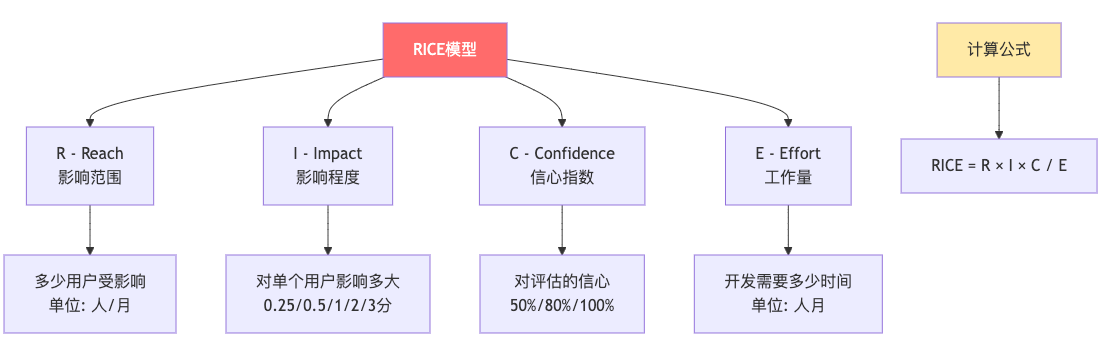 RICE模型
计算公式
R - Reach
影响范围
I - Impact
影响程度
C - Confidence
信心指数
E - Effort
工作量
RICE = R × I × C / E
多少用户受影响
单位: 人/月
对单个用户影响多大
0.25/0.5/1/2/3分
对评估的信心
50%/80%/100%
开发需要多少时间
单位: 人月